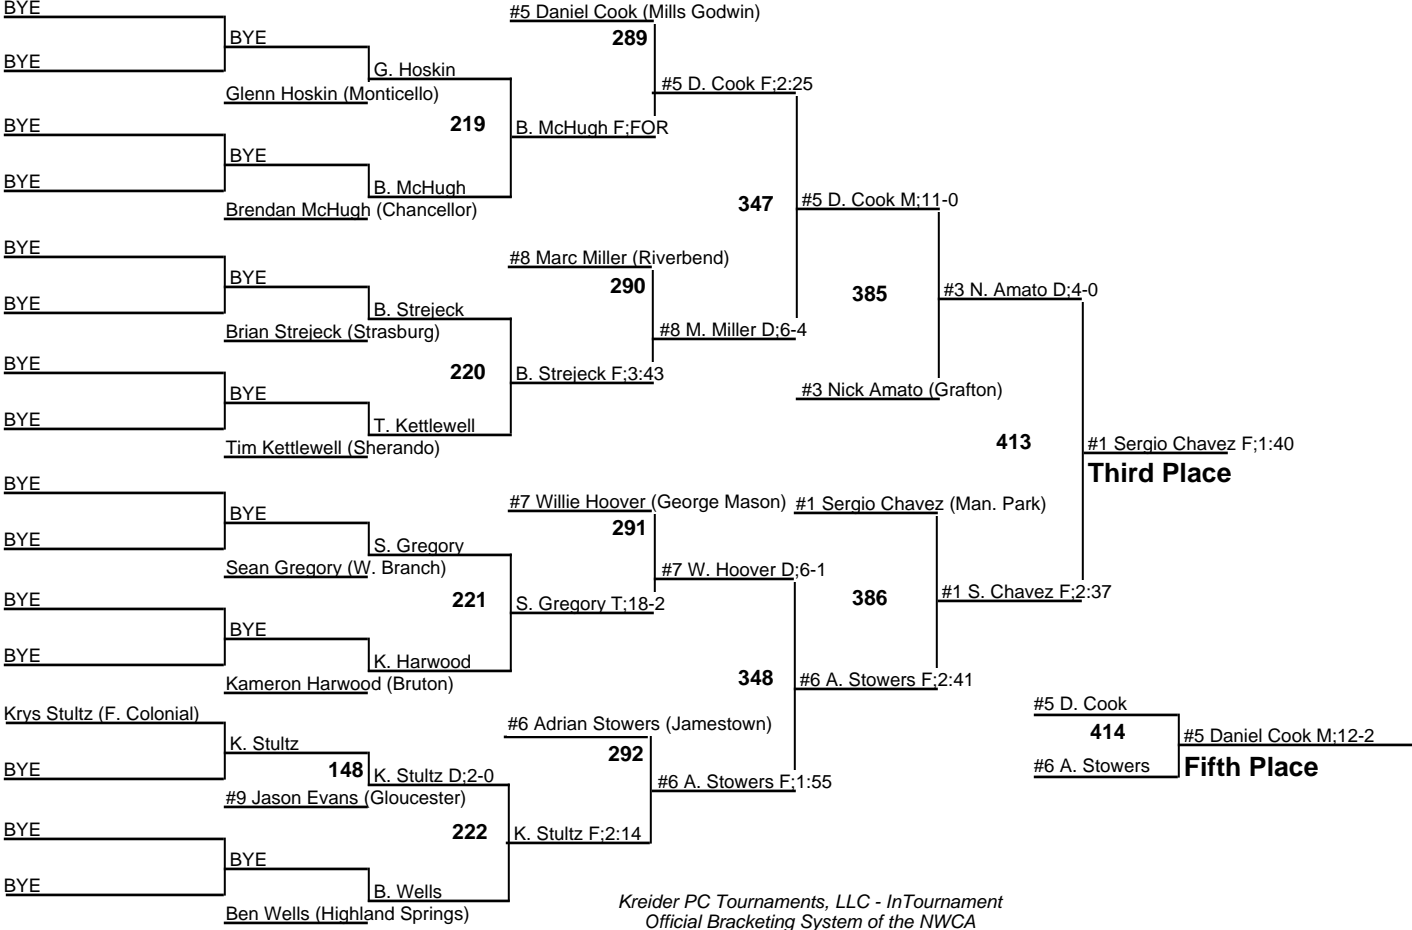 BYE
#5 Daniel Cook (Mills Godwin)
BYE
289
BYE
G. Hoskin
#5 D. Cook F;2:25
Glenn Hoskin (Monticello)
BYE
219
B. McHugh F;FOR
BYE
BYE
B. McHugh
347
#5 D. Cook M;11-0
Brendan McHugh (Chancellor)
BYE
#8 Marc Miller (Riverbend)
BYE
290
385
#3 N. Amato D;4-0
BYE
B. Strejeck
Brian Strejeck (Strasburg)
#8 M. Miller D;6-4
BYE
220
B. Strejeck F;3:43
BYE
#3 Nick Amato (Grafton)
BYE
T. Kettlewell
Tim Kettlewell (Sherando)
413
#1 Sergio Chavez F;1:40
Third Place
BYE
#7 Willie Hoover (George Mason)
#1 Sergio Chavez (Man. Park)
BYE
291
BYE
S. Gregory
Sean Gregory (W. Branch)
#7 W. Hoover D;6-1
BYE
221
S. Gregory T;18-2
386
#1 S. Chavez F;2:37
BYE
BYE
K. Harwood
Kameron Harwood (Bruton)
348
#6 A. Stowers F;2:41
Krys Stultz (F. Colonial)
#6 Adrian Stowers (Jamestown)
#5 D. Cook
K. Stultz
292
414
#5 Daniel Cook M;12-2
BYE
148
K. Stultz D;2-0
#6 A. Stowers F;1:55
#6 A. Stowers
Fifth Place
#9 Jason Evans (Gloucester)
BYE
222
K. Stultz F;2:14
BYE
BYE
B. Wells
Ben Wells (Highland Springs)
Kreider PC Tournaments, LLC - InTournament
Official Bracketing System of the NWCA